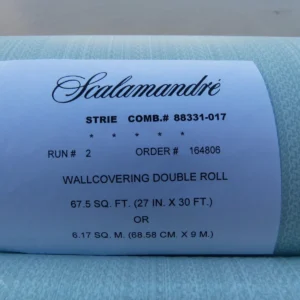 Scalamandré
STRIE COMB.# 88331-017
* * * * *
RUN # 2 ORDER # 164806
WALLCOVERING DOUBLE ROLL
67.5 SQ. FT. (27 IN. X 30 FT.)
OR
6.17 SQ. M. (68.58 CM. X 9 M.)